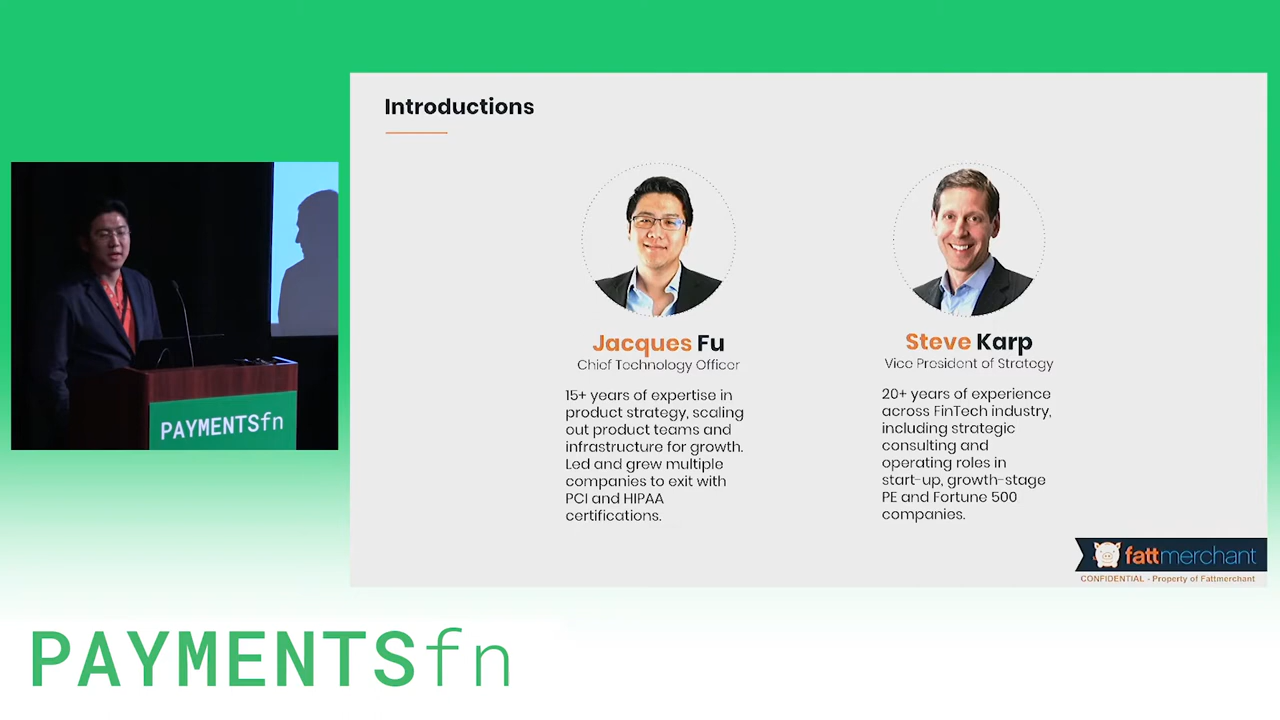 Introductions
Jacques Fu
Chief Technology Officer
15+ years of expertise in
product strategy, scaling
out product teams and
infrastructure for growth.
Led and grew multiple
companies to exit with
PCI and HIPAA
certifications.
Steve Karp
Vice President of Strategy
20+ years of experience
across FinTech industry,
including strategic
consulting and
operating roles in
start-up, growth-stage
PE and Fortune 500
companies.
fattmerchant
CONFIDENTIAL - Property of Fattmerchant
PAYMENTSfn
PAYMENTSfn